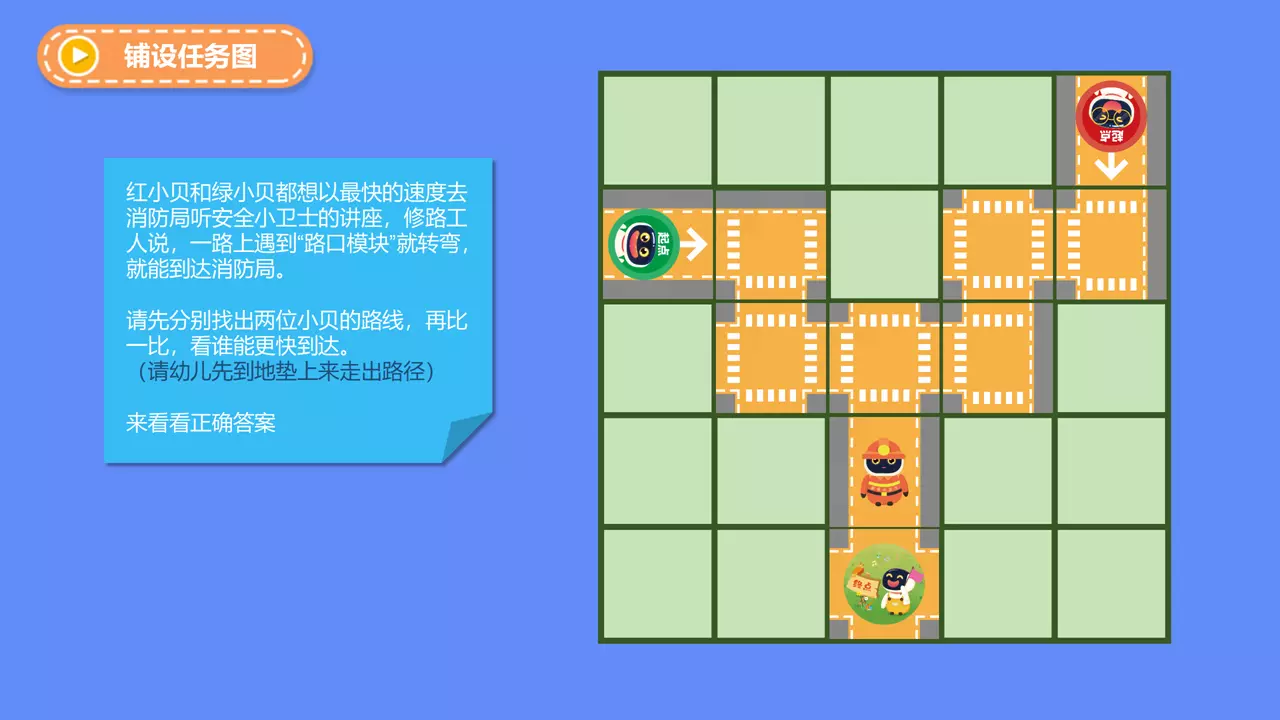 铺设任务图
红小贝和绿小贝都想以最快的速度去
消防局听安全小卫士的讲座，修路工
人说，一路上遇到“路口模块”就转弯，
就能到达消防局。
请先分别找出两位小贝的路线，再比
一比，看谁能更快到达。
（请幼儿先到地垫上来走出路径）
来看看正确答案
起点
起点
终点